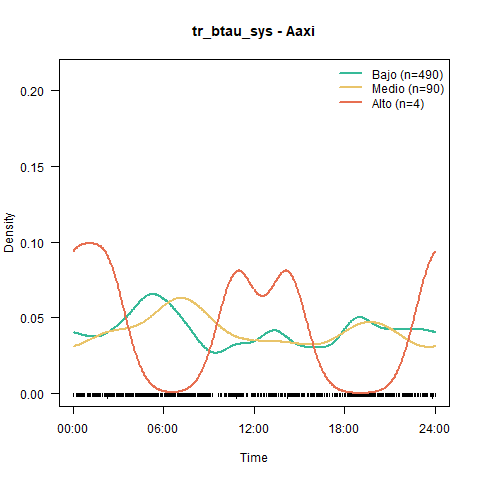 tr_btau_sys - Aaxi
Bajo (n=490)
Medio (n=90)
Alto (n=4)
Density
0.20
0.15
0.10
0.05
0.00
00:00 06:00 12:00 18:00 24:00
Time